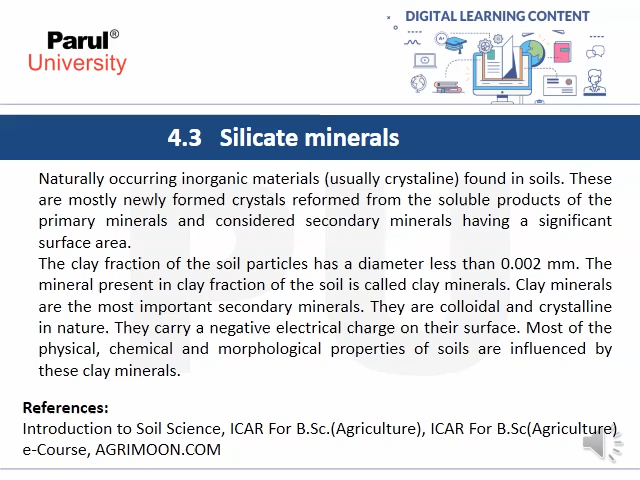 Parul®
University
DIGITAL LEARNING CONTENT
4.3 Silicate minerals
Naturally occurring inorganic materials (usually crystaline) found in soils. These
are mostly newly formed crystals reformed from the soluble products of the
primary minerals and considered secondary minerals having a significant
surface area.
The clay fraction of the soil particles has a diameter less than 0.002 mm. The
mineral present in clay fraction of the soil is called clay minerals. Clay minerals
are the most important secondary minerals. They are colloidal and crystalline
in nature. They carry a negative electrical charge on their surface. Most of the
physical, chemical and morphological properties of soils are influenced by
these clay minerals.
References:
Introduction to Soil Science, ICAR For B.Sc.(Agriculture), ICAR For B.Sc(Agriculture)
e-Course, AGRIMOON.COM